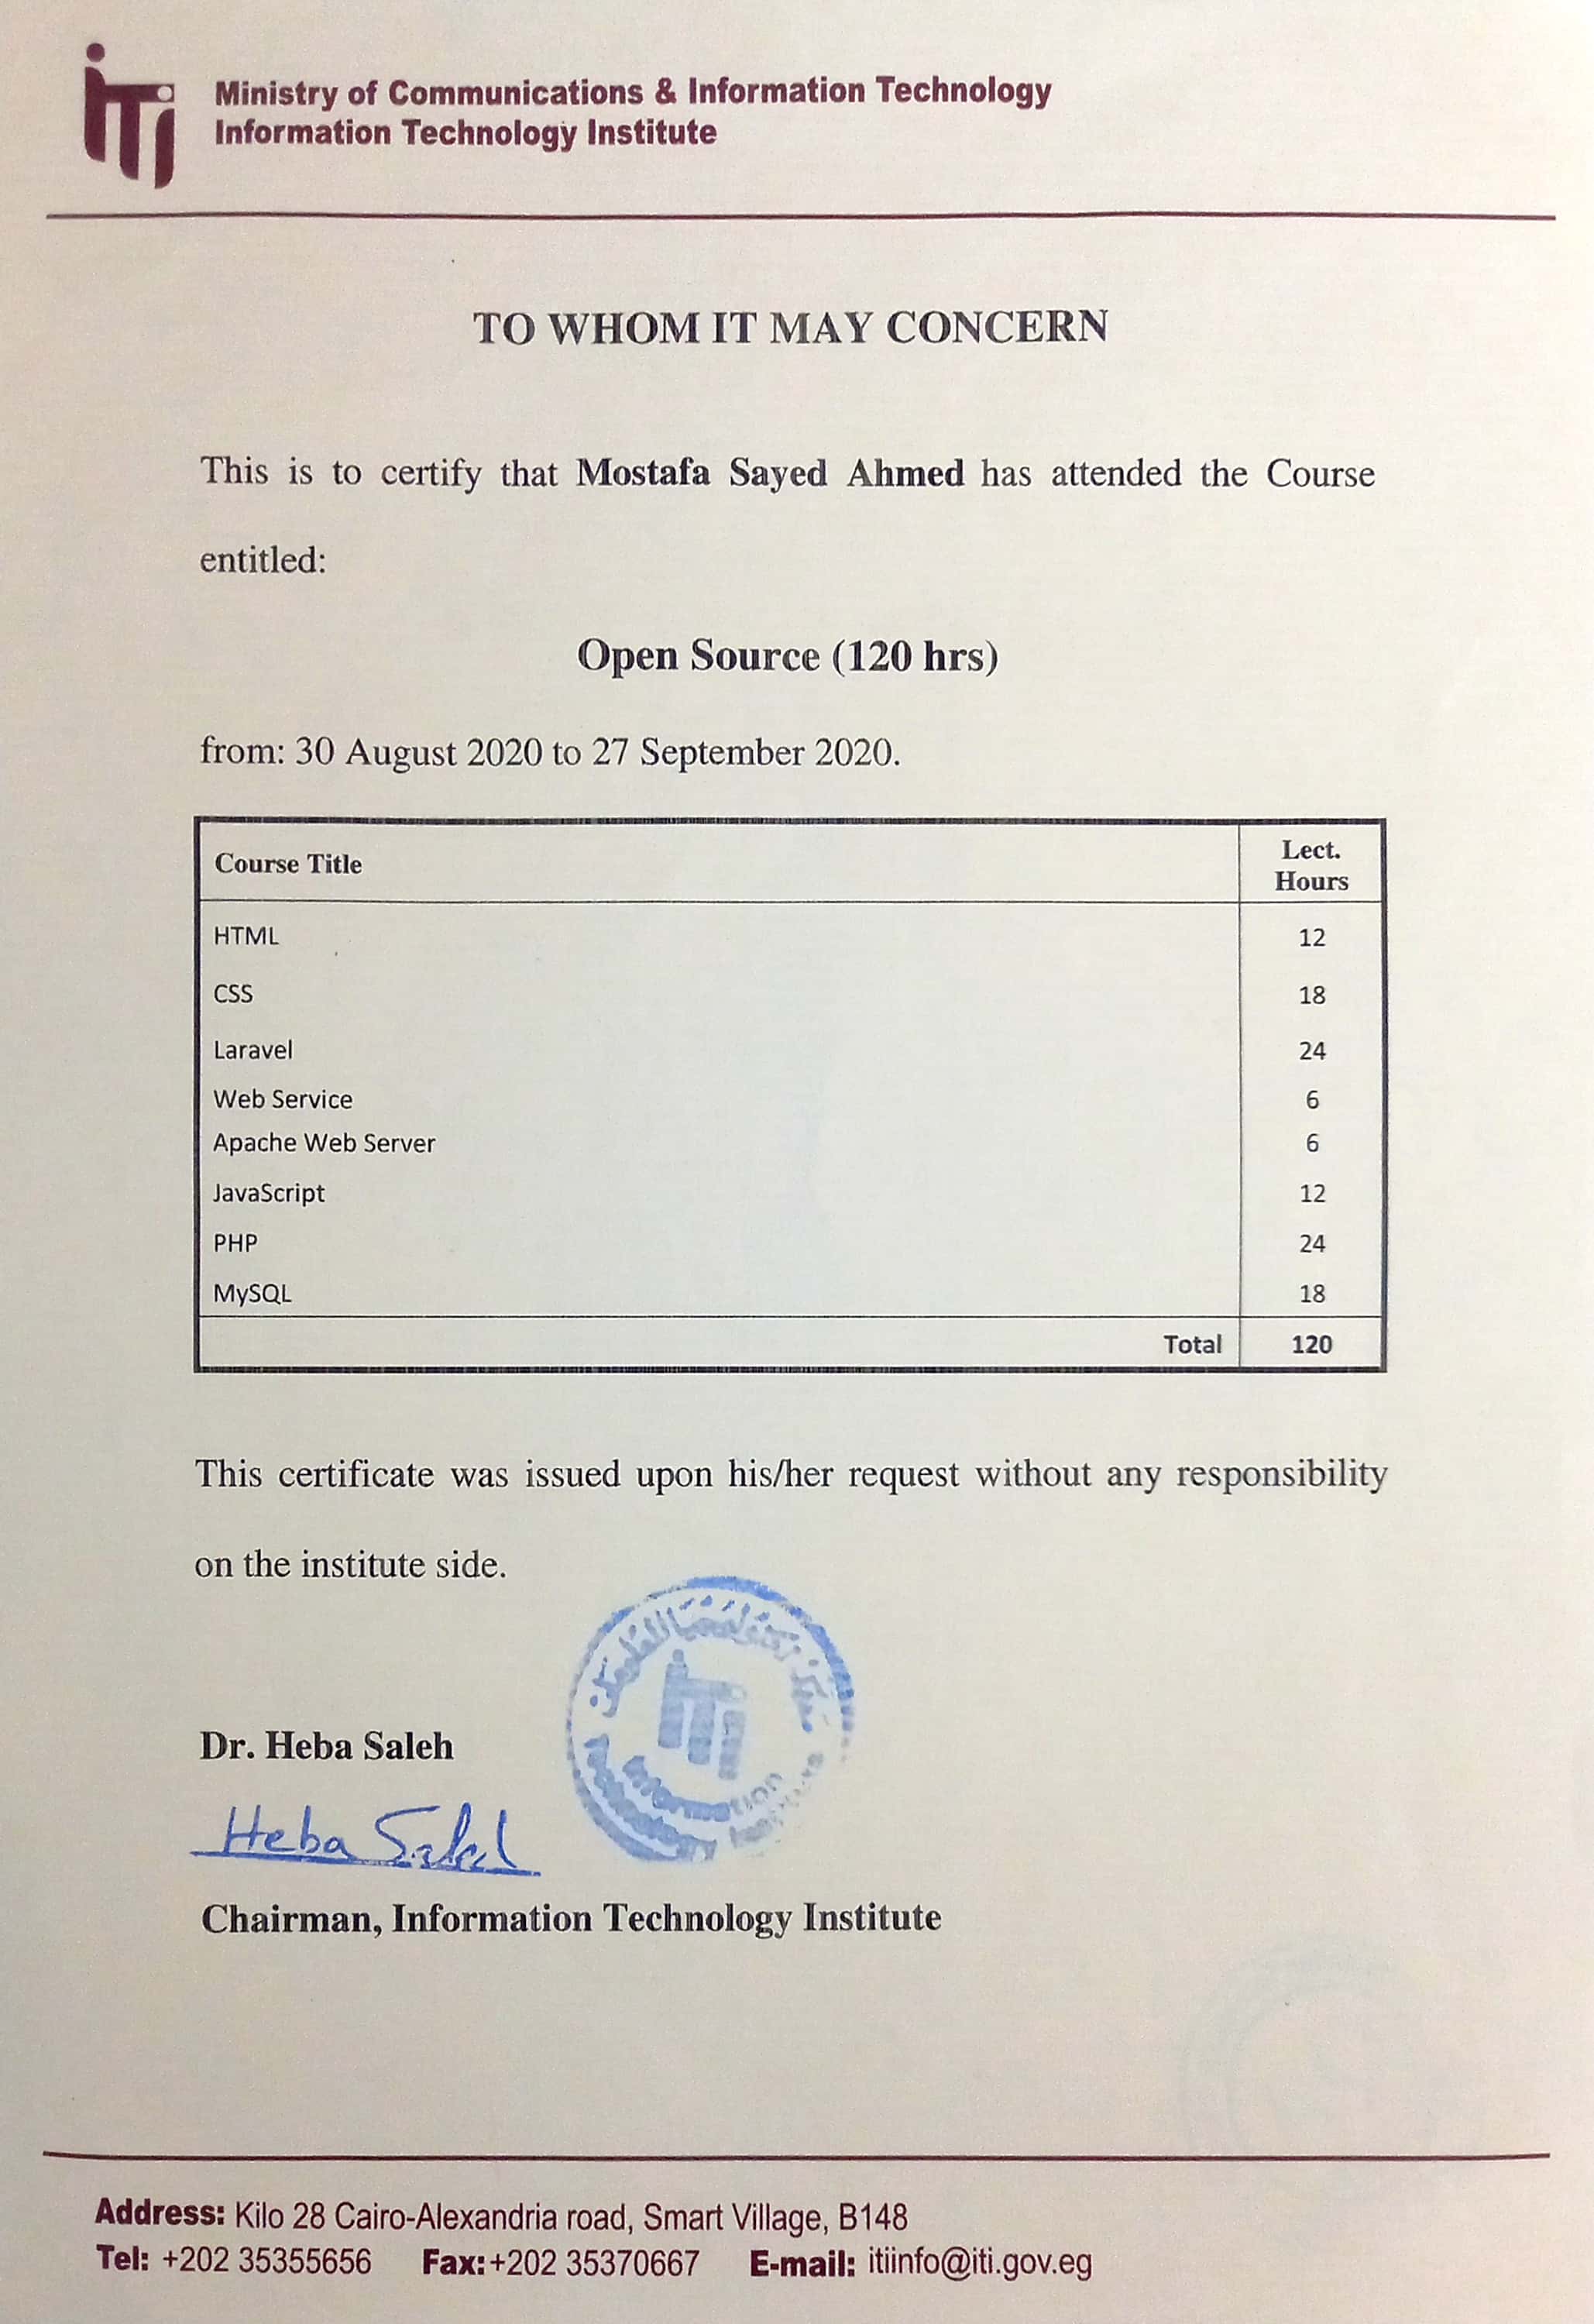 iTi
Ministry of Communications & Information Technology
Information Technology Institute
TO WHOM IT MAY CONCERN
This is to certify that Mostafa Sayed Ahmed has attended the Course
entitled:
Open Source (120 hrs)
from: 30 August 2020 to 27 September 2020.
Course Title Lect. Hours
HTML 12
CSS 18
Laravel 24
Web Service 6
Apache Web Server 6
JavaScript 12
PHP 24
MySQL 18
Total 120
This certificate was issued upon his/her request without any responsibility
on the institute side.
معهد تكنولوجيا المعلومات
iTi
Information
Technology Institute
Dr. Heba Saleh
Heba Saleh
Chairman, Information Technology Institute
Address: Kilo 28 Cairo-Alexandria road, Smart Village, B148
Tel: +202 35355656 Fax:+202 35370667 E-mail: itiinfo@iti.gov.eg